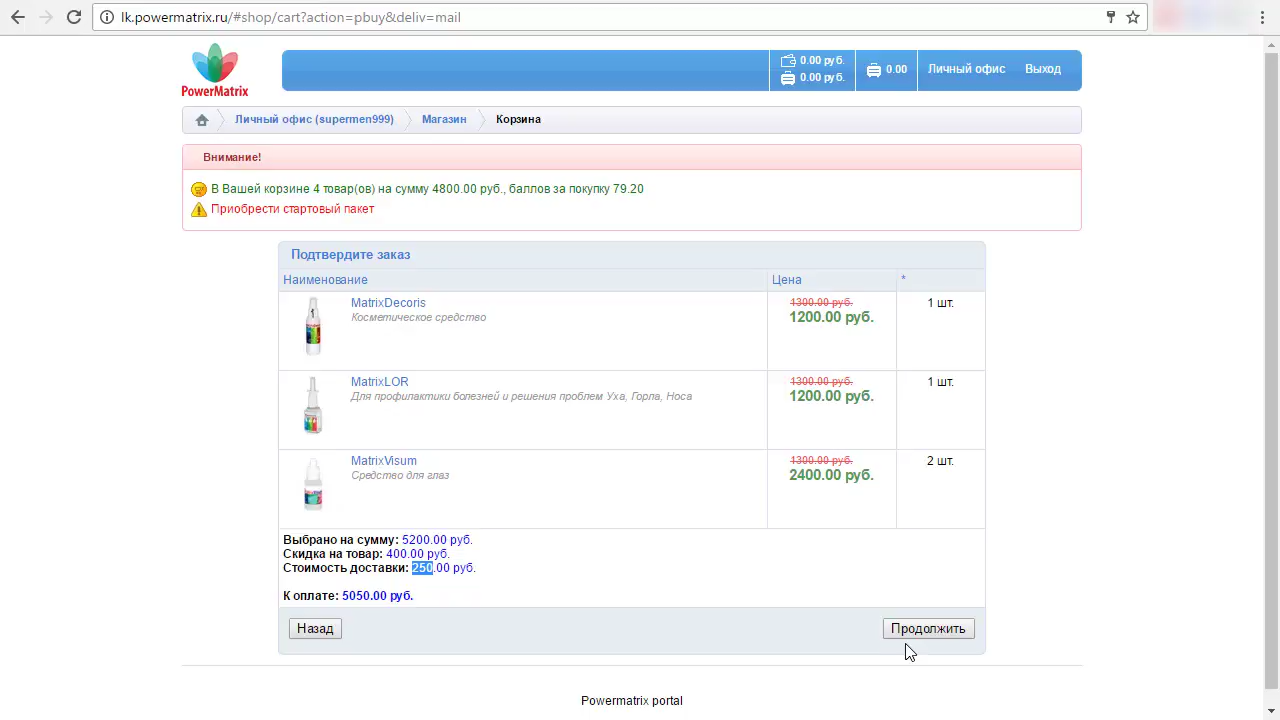 lk.powermatrix.ru/#shop/cart?action=pbuy&deliv=mail
PowerMatrix
0.00 руб.
0.00 руб.
0.00
Личный офис
Выход
Личный офис (supermen999)
Магазин
Корзина
Внимание!
В Вашей корзине 4 товар(ов) на сумму 4800.00 руб., баллов за покупку 79.20
Приобрести стартовый пакет
Подтвердите заказ
Наименование
Цена
*
MatrixDecoris
Косметическое средство
1300.00 руб.
1200.00 руб.
1 шт.
MatrixLOR
Для профилактики болезней и решения проблем Уха, Горла, Носа
1300.00 руб.
1200.00 руб.
1 шт.
MatrixVisum
Средство для глаз
1300.00 руб.
2400.00 руб.
2 шт.
Выбрано на сумму: 5200.00 руб.
Скидка на товар: 400.00 руб.
Стоимость доставки: 250.00 руб.
К оплате: 5050.00 руб.
Назад
Продолжить
Powermatrix portal